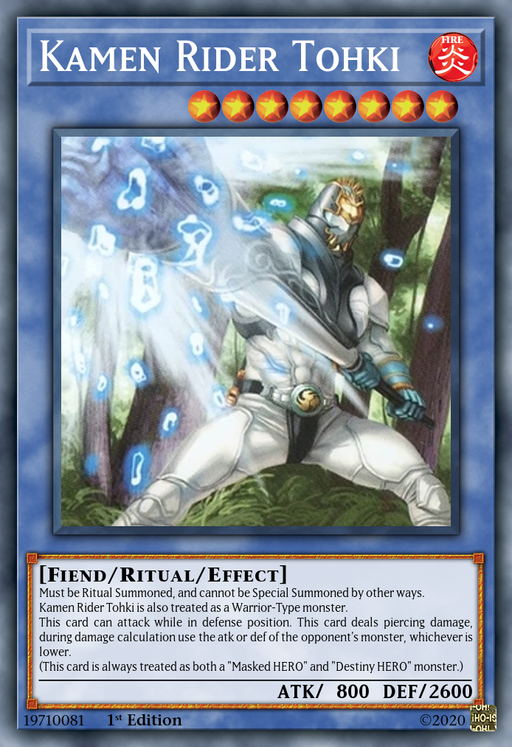 KAMEN RIDER TOHKI
FIRE
炎
[FIEND/RITUAL/EFFECT]
Must be Ritual Summoned, and cannot be Special Summoned by other ways.
Kamen Rider Tohki is also treated as a Warrior-Type monster.
This card can attack while in defense position. This card deals piercing damage,
during damage calculation use the atk or def of the opponent's monster, whichever is
lower.
(This card is always treated as both a "Masked HERO" and "Destiny HERO" monster.)
ATK/ 800 DEF/2600
19710081 1st Edition ©2020